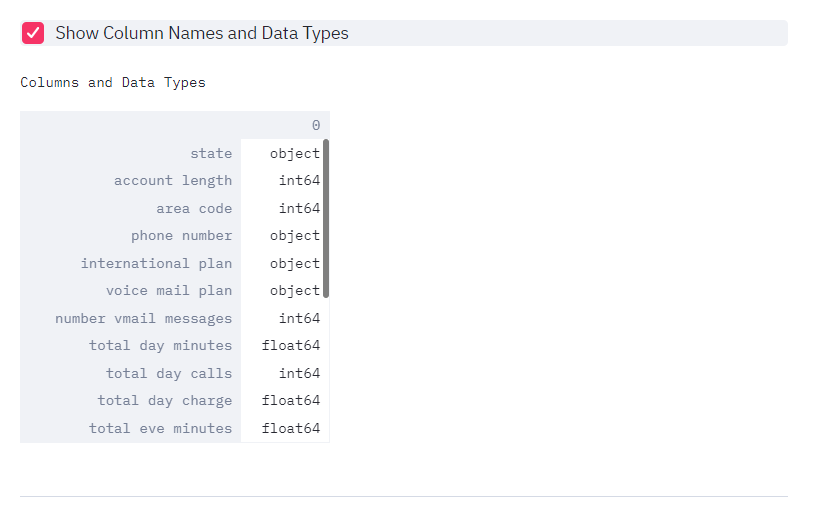 Show Column Names and Data Types
Columns and Data Types
0
state object
account length int64
area code int64
phone number object
international plan object
voice mail plan object
number vmail messages int64
total day minutes float64
total day calls int64
total day charge float64
total eve minutes float64